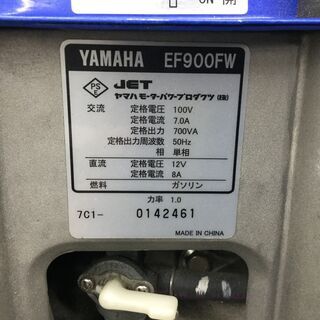 ON 開
YAMAHA EF900FW
PS E JET
ヤマハモーターパワープロダクツ(株)
交流 定格電圧 100V
定格電流 7.0A
定格出力 700VA
定格出力周波数 50Hz
相 単相
直流 定格電圧 12V
定格電流 8A
燃料 ガソリン
力率 1.0
7C1- 0142461
MADE IN CHINA